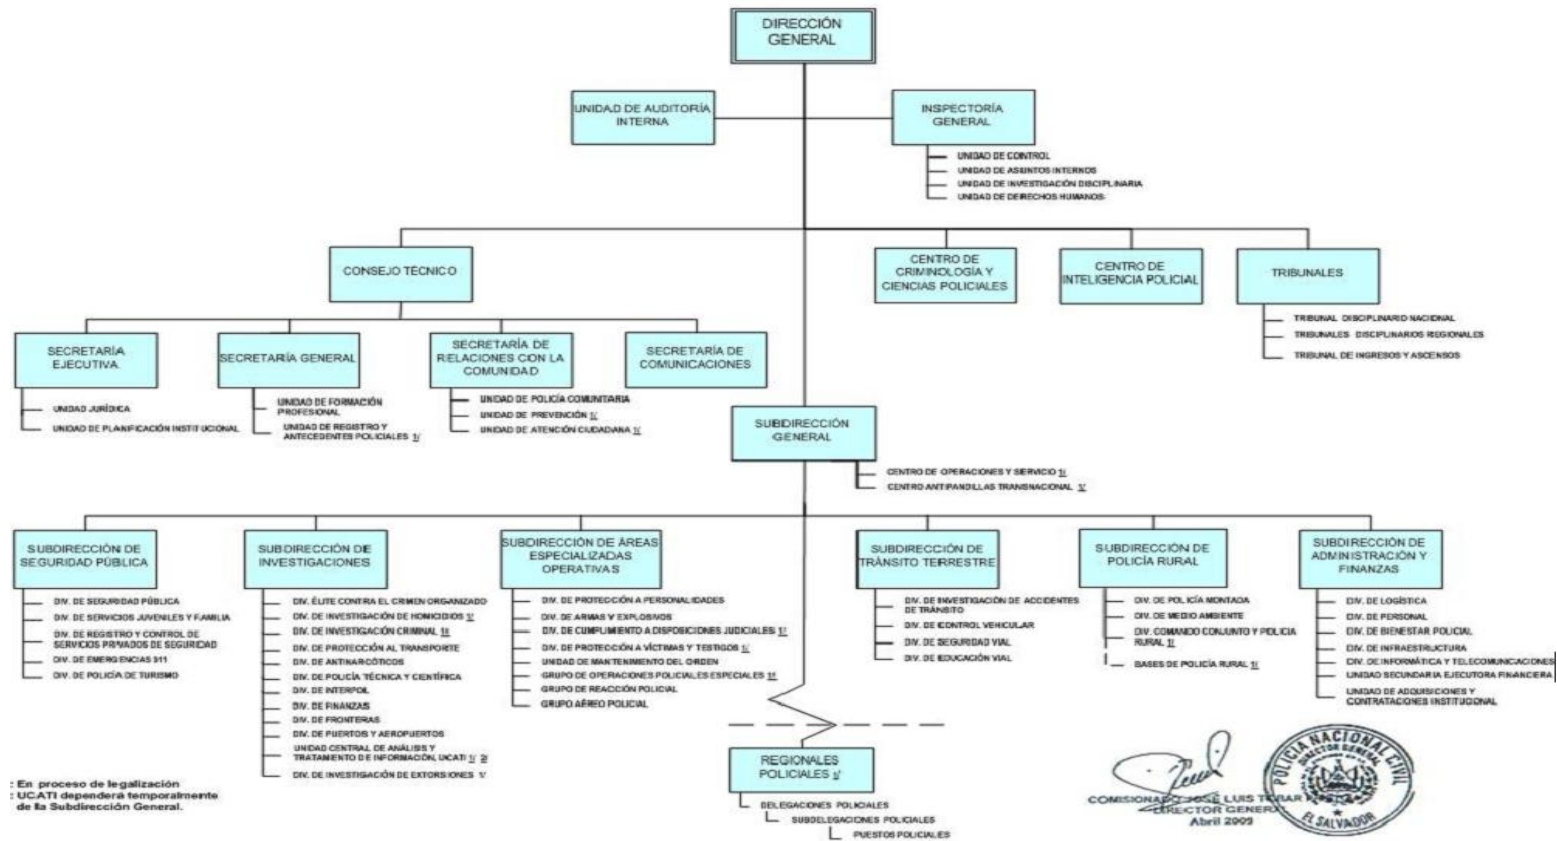 DIRECCIÓN
GENERAL
UNIDAD DE AUDITORÍA
INTERNA
INSPECTORÍA
GENERAL
UNIDAD DE CONTROL
UNIDAD DE ASUNTOS INTERNOS
UNIDAD DE INVESTIGACIÓN DISCIPLINARIA
UNIDAD DE DERECHOS HUMANOS
CONSEJO TÉCNICO
CENTRO DE
CRIMINOLOGÍA Y
CIENCIAS POLICIALES
CENTRO DE
INTELIGENCIA POLICIAL
TRIBUNALES
TRIBUNAL DISCIPLINARIO NACIONAL
TRIBUNALES DISCIPLINARIOS REGIONALES
TRIBUNAL DE INGRESOS Y ASCENSOS
SECRETARÍA
EJECUTIVA
UNIDAD JURÍDICA
UNIDAD DE PLANIFICACIÓN INSTITUCIONAL
SECRETARÍA GENERAL
UNIDAD DE FORMACIÓN
PROFESIONAL
UNIDAD DE REGISTRO Y
ANTECEDENTES POLICIALES 1/
SECRETARÍA DE
RELACIONES CON LA
COMUNIDAD
UNIDAD DE POLICÍA COMUNITARIA
UNIDAD DE PREVENCIÓN 1/
UNIDAD DE ATENCIÓN CIUDADANA 1/
SECRETARÍA DE
COMUNICACIONES
SUBDIRECCIÓN
GENERAL
CENTRO DE OPERACIONES Y SERVICIO 1/
CENTRO ANTIPANDILLAS TRANSNACIONAL 1/
SUBDIRECCIÓN DE
SEGURIDAD PÚBLICA
DIV. DE SEGURIDAD PÚBLICA
DIV. DE SERVICIOS JUVENILES Y FAMILIA
DIV. DE REGISTRO Y CONTROL DE
SERVICIOS PRIVADOS DE SEGURIDAD
DIV. DE EMERGENCIAS 911
DIV. DE POLICÍA DE TURISMO
SUBDIRECCIÓN DE
INVESTIGACIONES
DIV. ÉLITE CONTRA EL CRIMEN ORGANIZADO
DIV. DE INVESTIGACIÓN DE HOMICIDIOS 1/
DIV. DE INVESTIGACIÓN CRIMINAL 1/
DIV. DE PROTECCIÓN AL TRANSPORTE
DIV. DE ANTINARCÓTICOS
DIV. DE POLICÍA TÉCNICA Y CIENTÍFICA
DIV. DE INTERPOL
DIV. DE FINANZAS
DIV. DE FRONTERAS
DIV. DE PUERTOS Y AEROPUERTOS
UNIDAD CENTRAL DE ANÁLISIS Y
TRATAMIENTO DE INFORMACIÓN, UCATI 1/ 2/
DIV. DE INVESTIGACIÓN DE EXTORSIONES 1/
SUBDIRECCIÓN DE ÁREAS
ESPECIALIZADAS
OPERATIVAS
DIV. DE PROTECCIÓN A PERSONALIDADES
DIV. DE ARMAS Y EXPLOSIVOS
DIV. DE CUMPLIMIENTO A DISPOSICIONES JUDICIALES 1/
DIV. DE PROTECCIÓN A VÍCTIMAS Y TESTIGOS 1/
UNIDAD DE MANTENIMIENTO DEL ORDEN
GRUPO DE OPERACIONES POLICIALES ESPECIALES 1/
GRUPO DE REACCIÓN POLICIAL
GRUPO AÉREO POLICIAL
SUBDIRECCIÓN DE
TRÁNSITO TERRESTRE
DIV. DE INVESTIGACIÓN DE ACCIDENTES
DE TRÁNSITO
DIV. DE CONTROL VEHICULAR
DIV. DE SEGURIDAD VIAL
DIV. DE EDUCACIÓN VIAL
SUBDIRECCIÓN DE
POLICÍA RURAL
DIV. DE POLICÍA MONTADA
DIV. DE MEDIO AMBIENTE
DIV. COMANDO CONJUNTO Y POLICIA
RURAL 1/
BASES DE POLICÍA RURAL 1/
SUBDIRECCIÓN DE
ADMINISTRACIÓN Y
FINANZAS
DIV. DE LOGÍSTICA
DIV. DE PERSONAL
DIV. DE BIENESTAR POLICIAL
DIV. DE INFRAESTRUCTURA
DIV. DE INFORMÁTICA Y TELECOMUNICACIONES
UNIDAD SECUNDARIA EJECUTORA FINANCIERA
UNIDAD DE ADQUISICIONES Y
CONTRATACIONES INSTITUCIONAL
REGIONALES
POLICIALES 1/
DELEGACIONES POLICIALES
SUBDELEGACIONES POLICIALES
PUESTOS POLICIALES
: En proceso de legalización
: UCATI dependerá temporalmente
de la Subdirección General.
COMISIONADO JOSÉ LUIS TOBAR
DIRECTOR GENERAL
Abril 2009
POLICIA NACIONAL CIVIL
DIRECTOR GENERAL
EL SALVADOR